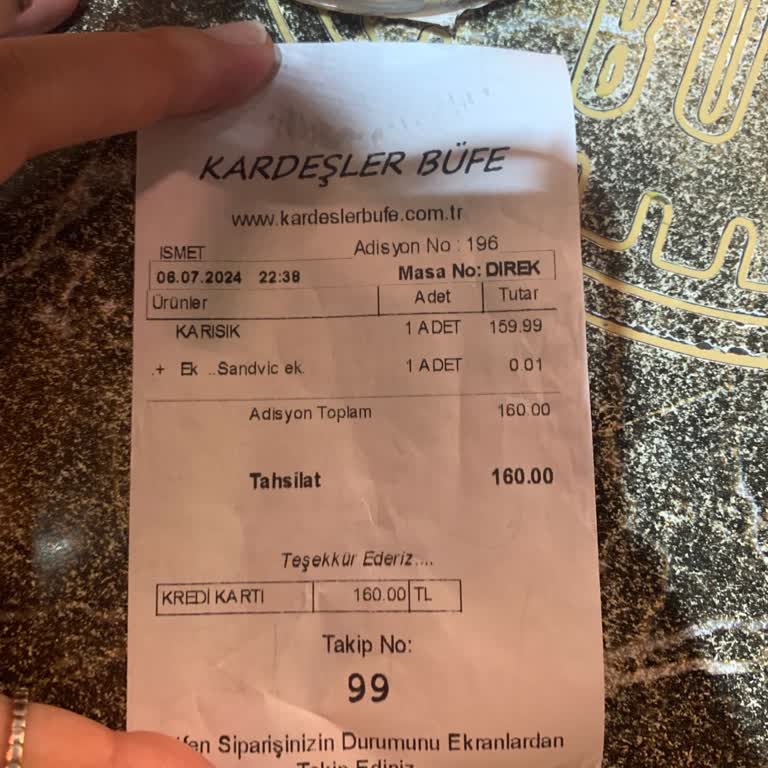 KARDEŞLER BÜFE
www.kardeslerbufe.com.tr
ISMET Adisyon No : 196
06.07.2024 22:38 Masa No: DIREK
Ürünler Adet Tutar
KARISIK 1 ADET 159.99
.+ Ek ..Sandvic ek. 1 ADET 0.01
Adisyon Toplam 160.00
Tahsilat 160.00
Teşekkür Ederiz....
KREDI KARTI 160.00 TL
Takip No:
99
Siparişinizin Durumunu Ekranlardan
Takip Ediniz